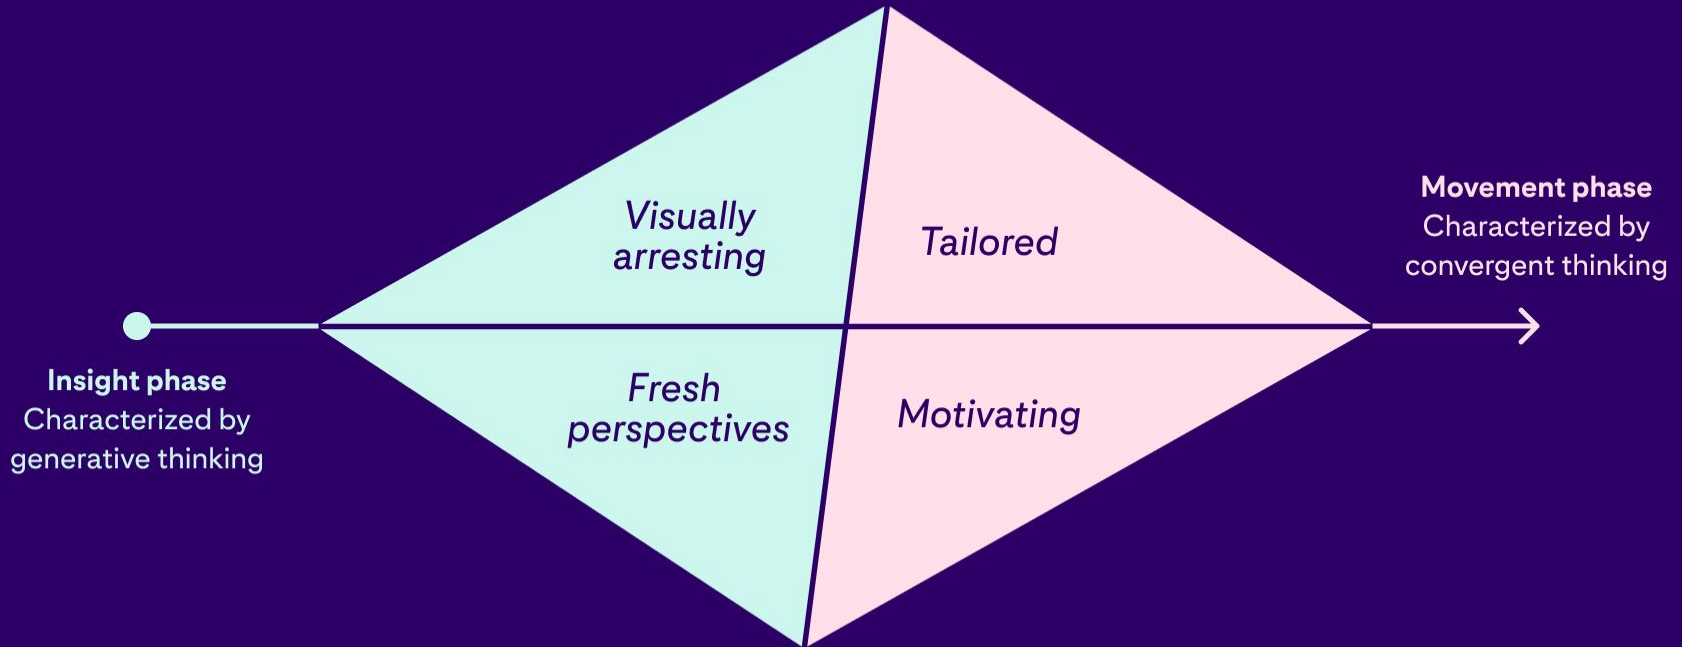 Insight phase
Characterized by
generative thinking
Visually
arresting
Fresh
perspectives
Tailored
Motivating
Movement phase
Characterized by
convergent thinking